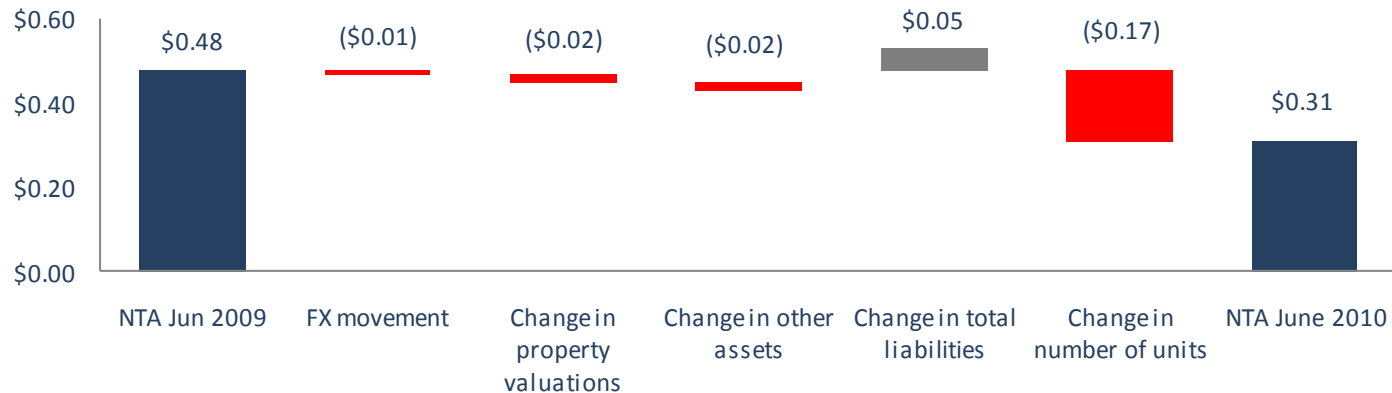 $0.60
$0.40
$0.20
$0.00
$0.48
($0.01)
($0.02)
($0.02)
$0.05
($0.17)
$0.31
NTA Jun 2009
FX movement
Change in
property
valuations
Change in other
assets
Change in total
liabilities
Change in
number of units
NTA June 2010